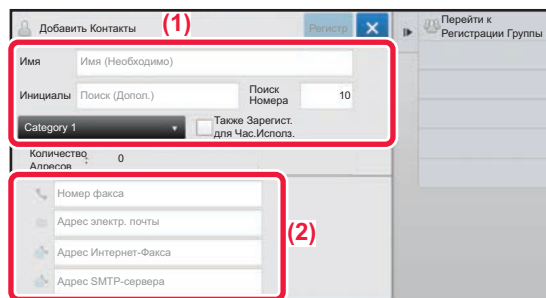 Добавить Контакты
(1)
Регистр
Перейти к
Регистрации Группы
Имя
Имя (Необходимо)
Инициалы
Поиск (Допол.)
Поиск
Номера
10
Category 1
Также Зарегист.
для Час.Исполз.
Количество
Адресов
:
0
Номер факса
Адрес электр. почты
(2)
Адрес Интернет-Факса
Адрес SMTP-сервера